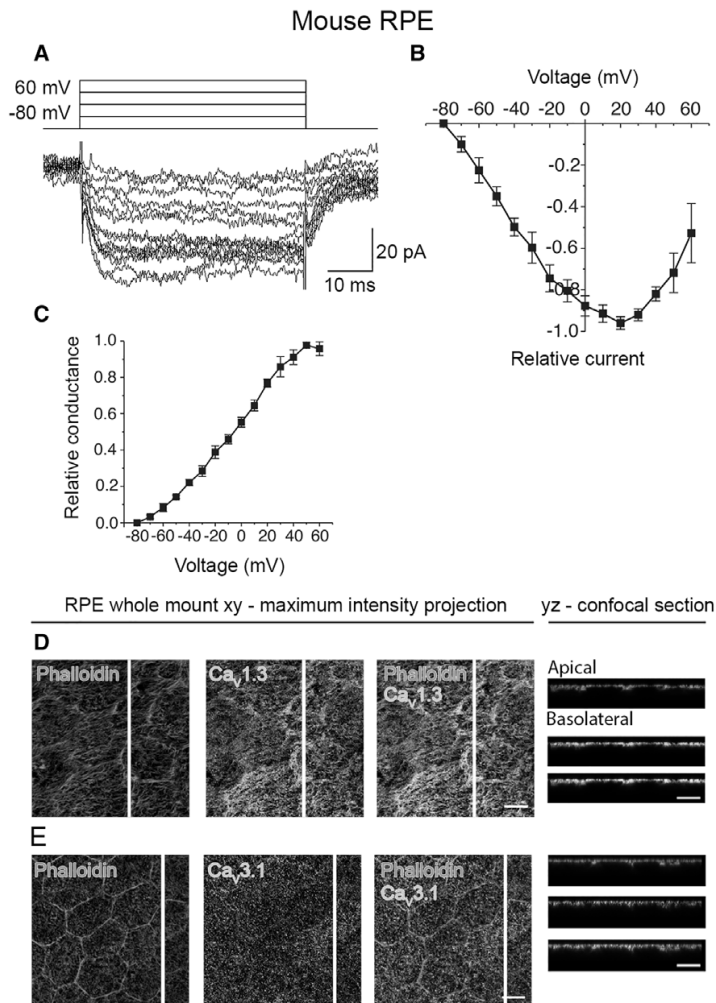 Mouse RPE
A
60 mV
-80 mV
20 pA
10 ms
B
Voltage (mV)
-80 -60 -40 -20 0 20 40 60
-0.2
-0.4
-0.6
-0.8
-1.0
Relative current
C
Relative conductance
1.0
0.8
0.6
0.4
0.2
0.0
-80 -60 -40 -20 0 20 40 60
Voltage (mV)
RPE whole mount xy - maximum intensity projection
yz - confocal section
D
Phalloidin
CaV1.3
Phalloidin
CaV1.3
Apical
Basolateral
E
Phalloidin
CaV3.1
Phalloidin
CaV3.1